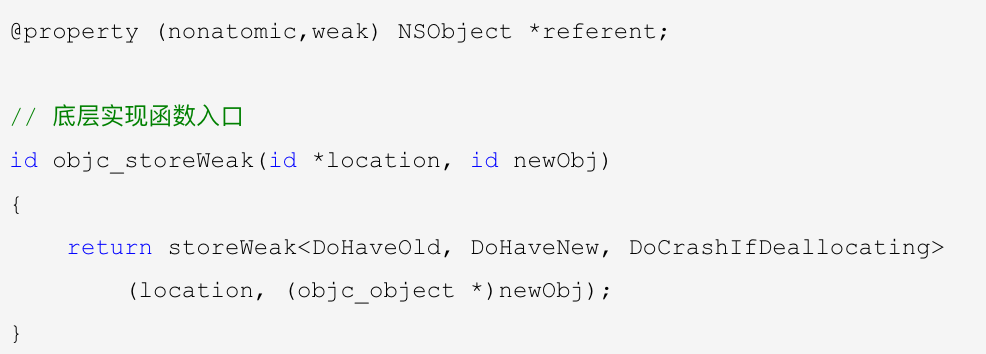 @property (nonatomic,weak) NSObject *referent;
// 底层实现函数入口
id objc_storeWeak(id *location, id newObj)
{
    return storeWeak<DoHaveOld, DoHaveNew, DoCrashIfDeallocating>
        (location, (objc_object *)newObj);
}